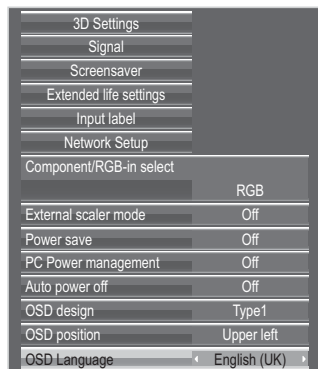 3D Settings
Signal
Screensaver
Extended life settings
Input label
Network Setup
Component/RGB-in select
RGB
External scaler mode Off
Power save Off
PC Power management Off
Auto power off Off
OSD design Type1
OSD position Upper left
OSD Language English (UK)